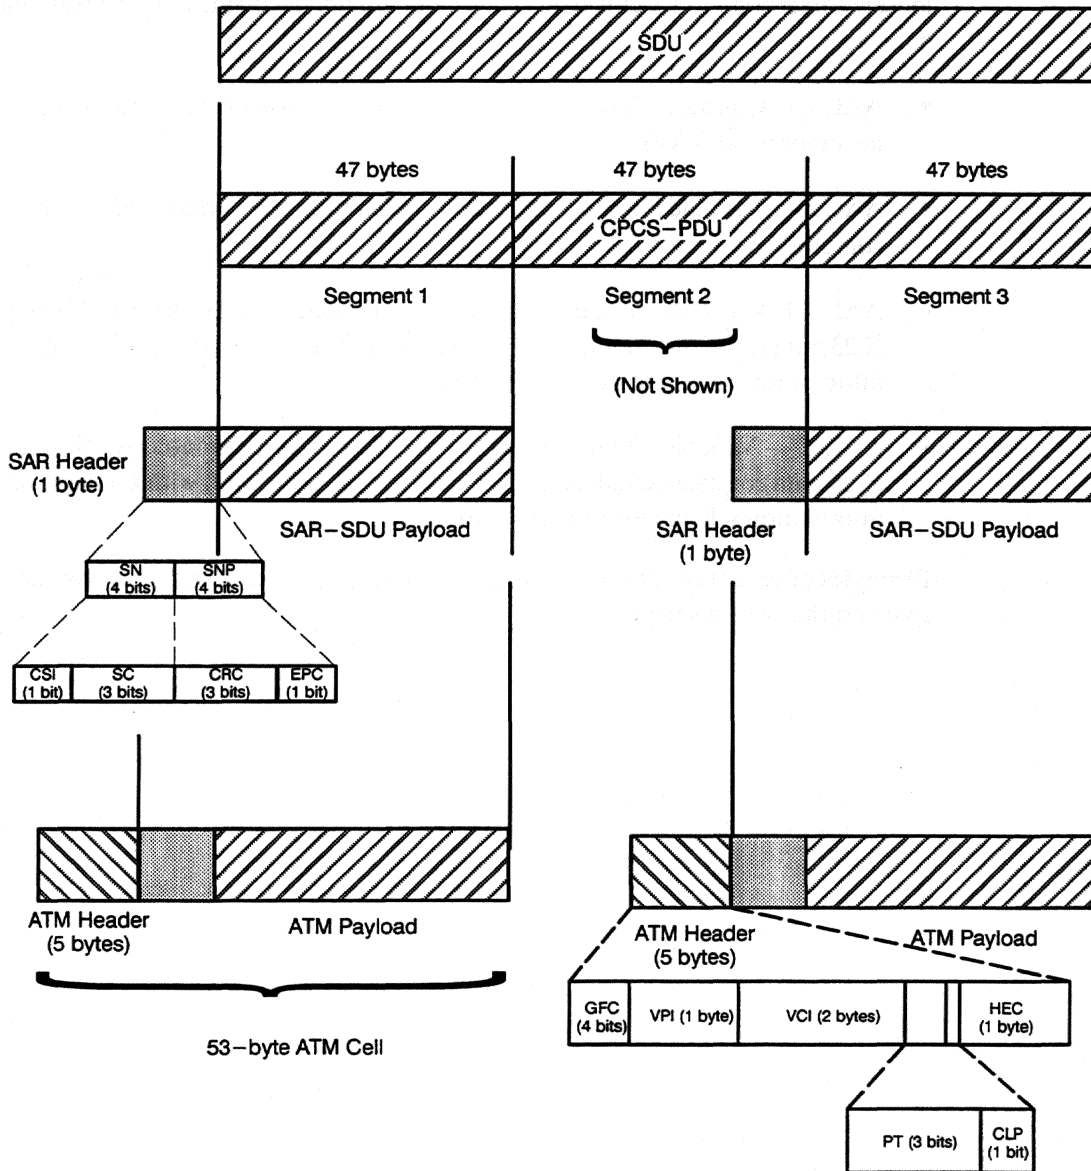 SDU
47 bytes
47 bytes
47 bytes
CPCS-PDU
Segment 1
Segment 2
Segment 3
(Not Shown)
SAR Header
(1 byte)
SAR-SDU Payload
SAR Header
(1 byte)
SAR-SDU Payload
SN
(4 bits)
SNP
(4 bits)
CSI
(1 bit)
SC
(3 bits)
CRC
(3 bits)
EPC
(1 bit)
ATM Header
(5 bytes)
ATM Payload
ATM Header
(5 bytes)
ATM Payload
53-byte ATM Cell
GFC
(4 bits)
VPI (1 byte)
VCI (2 bytes)
HEC
(1 byte)
PT (3 bits)
CLP
(1 bit)